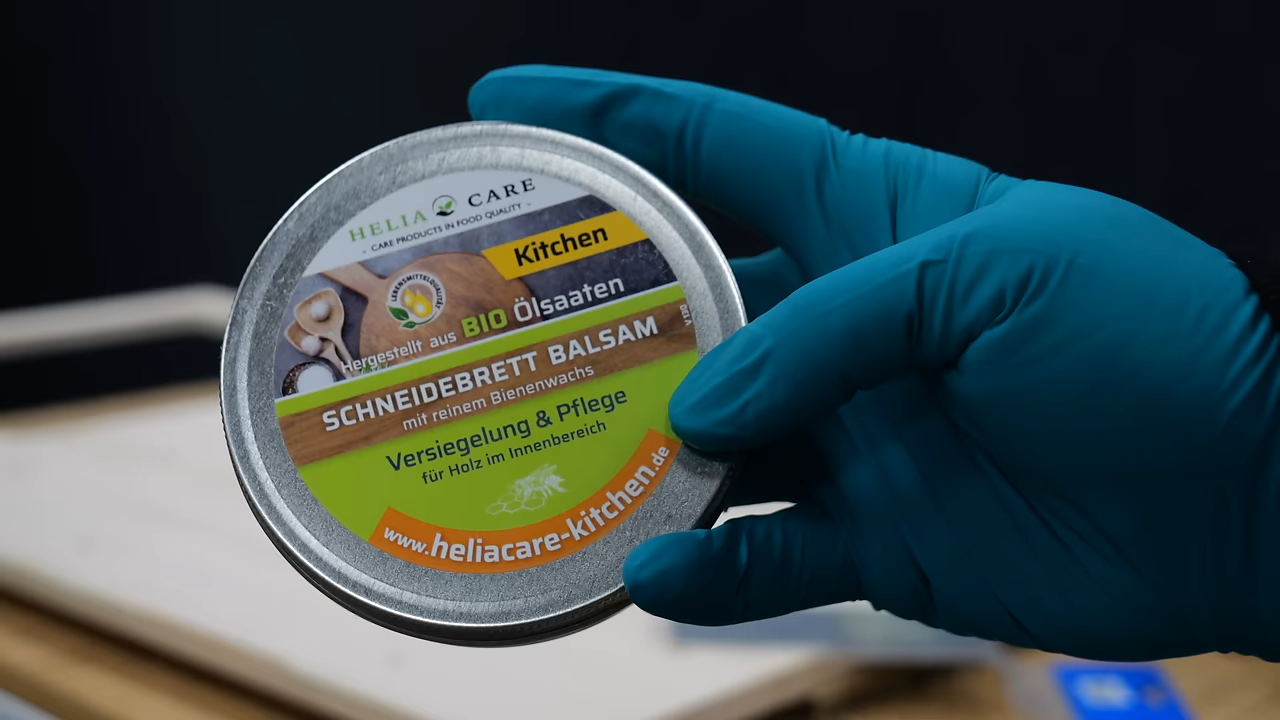 HELIA CARE
- CARE PRODUCTS IN FOOD QUALITY -
Kitchen
LEBENSMITTELQUALITÄT
Hergestellt aus BIO Ölsaaten
SCHNEIDEBRETT BALSAM
mit reinem Bienenwachs
Versiegelung & Pflege
für Holz im Innenbereich
www.heliacare-kitchen.de